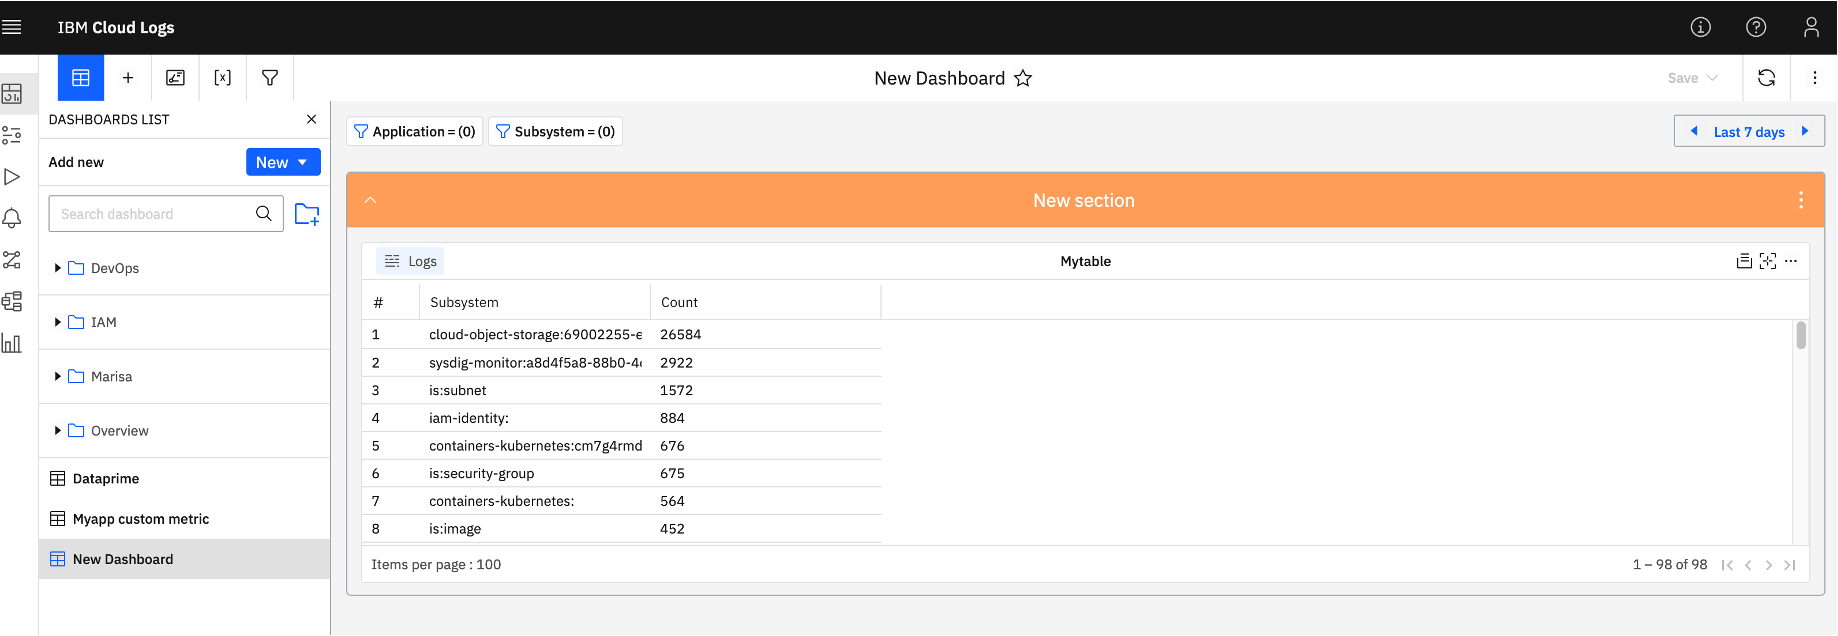 IBM Cloud Logs
New Dashboard
Save
DASHBOARDS LIST
Add new
New
Search dashboard
DevOps
IAM
Marisa
Overview
Dataprime
Myapp custom metric
New Dashboard
Application = (0)
Subsystem = (0)
Last 7 days
New section
Logs
Mytable
# Subsystem Count
1 cloud-object-storage:69002255-e 26584
2 sysdig-monitor:a8d4f5a8-88b0-4 2922
3 is:subnet 1572
4 iam-identity: 884
5 containers-kubernetes:cm7g4rmd 676
6 is:security-group 675
7 containers-kubernetes: 564
8 is:image 452
Items per page : 100
1 – 98 of 98